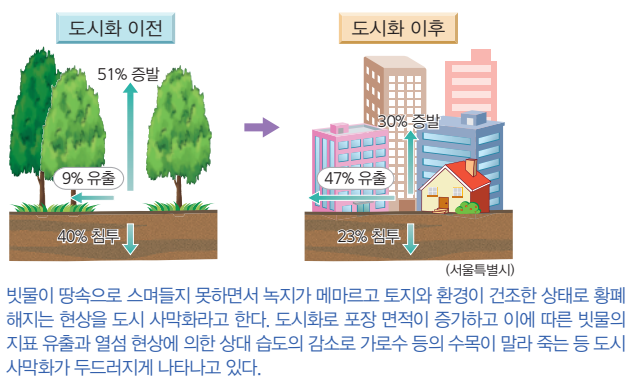 도시화 이전
도시화 이후
51% 증발
9% 유출
40% 침투
30% 증발
47% 유출
23% 침투
(서울특별시)
빗물이 땅속으로 스며들지 못하면서 녹지가 메마르고 토지와 환경이 건조한 상태로 황폐
해지는 현상을 도시 사막화라고 한다. 도시화로 포장 면적이 증가하고 이에 따른 빗물의
지표 유출과 열섬 현상에 의한 상대 습도의 감소로 가로수 등의 수목이 말라 죽는 등 도시
사막화가 두드러지게 나타나고 있다.